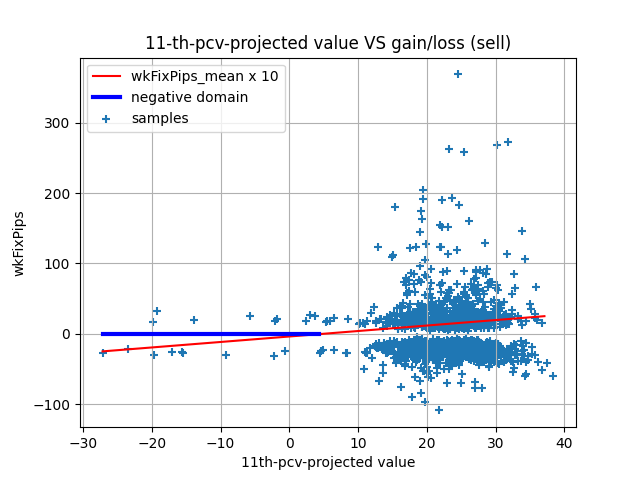 11-th-pcv-projected value VS gain/loss (sell)
wkFixPips_mean x 10
negative domain
samples
wkFixPips
300
200
100
0
−100
−30
−20
−10
0
10
20
30
40
11th-pcv-projected value